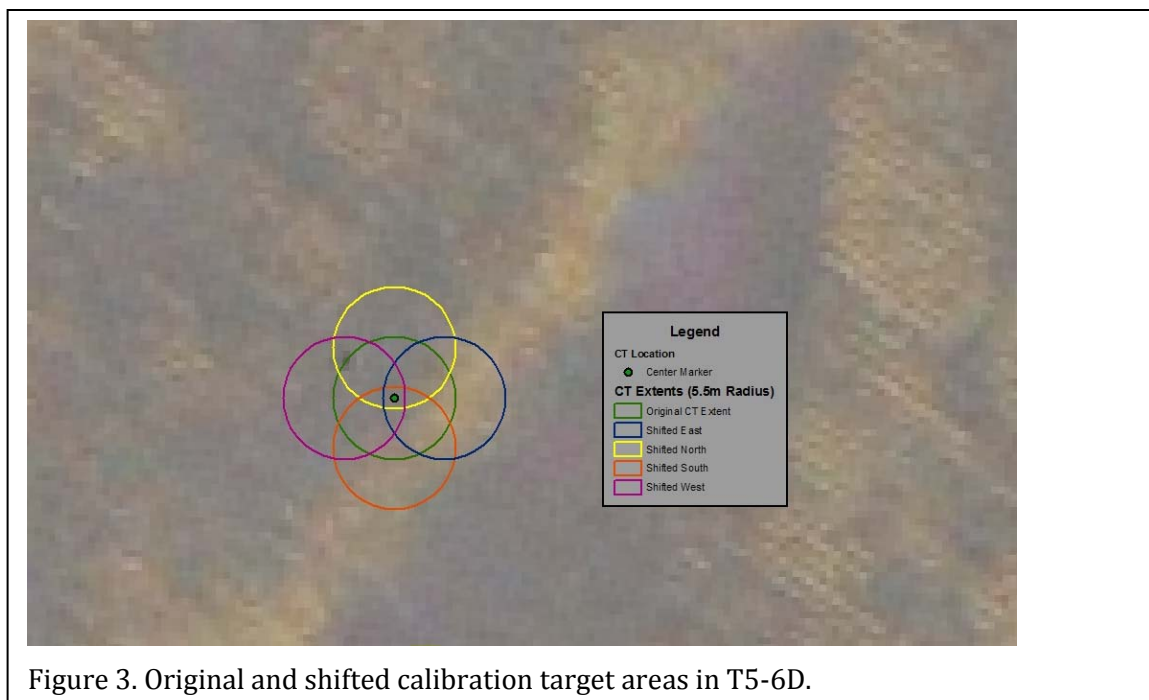 Legend
CT Location
Center Marker
CT Extents (5.5m Radius)
Original CT Extent
Shifted East
Shifted North
Shifted South
Shifted West
Figure 3. Original and shifted calibration target areas in T5-6D.